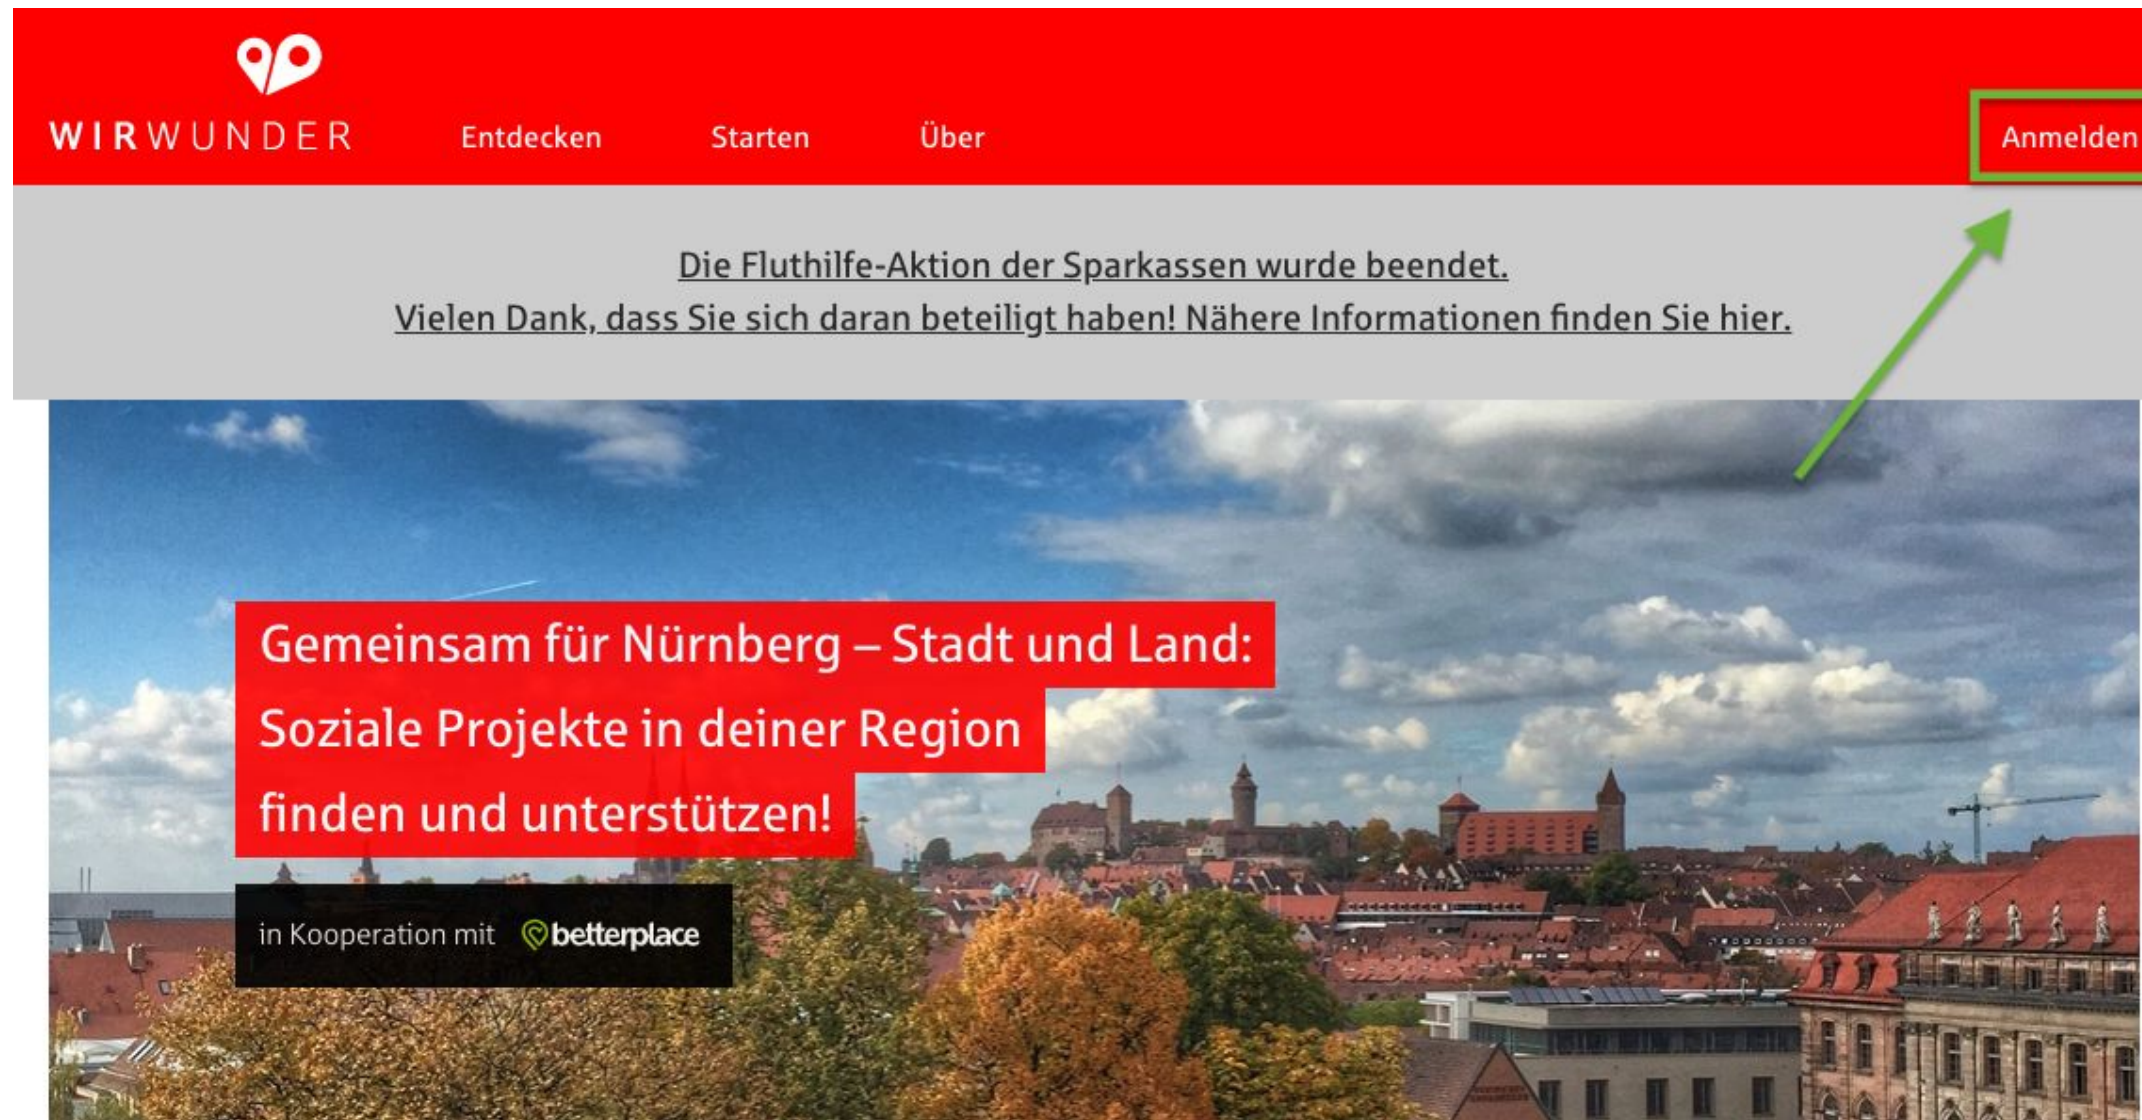 WIRWUNDER
Entdecken
Starten
Über
Anmelden
Die Fluthilfe-Aktion der Sparkassen wurde beendet.
Vielen Dank, dass Sie sich daran beteiligt haben! Nähere Informationen finden Sie hier.
Gemeinsam für Nürnberg – Stadt und Land:
Soziale Projekte in deiner Region
finden und unterstützen!
in Kooperation mit betterplace